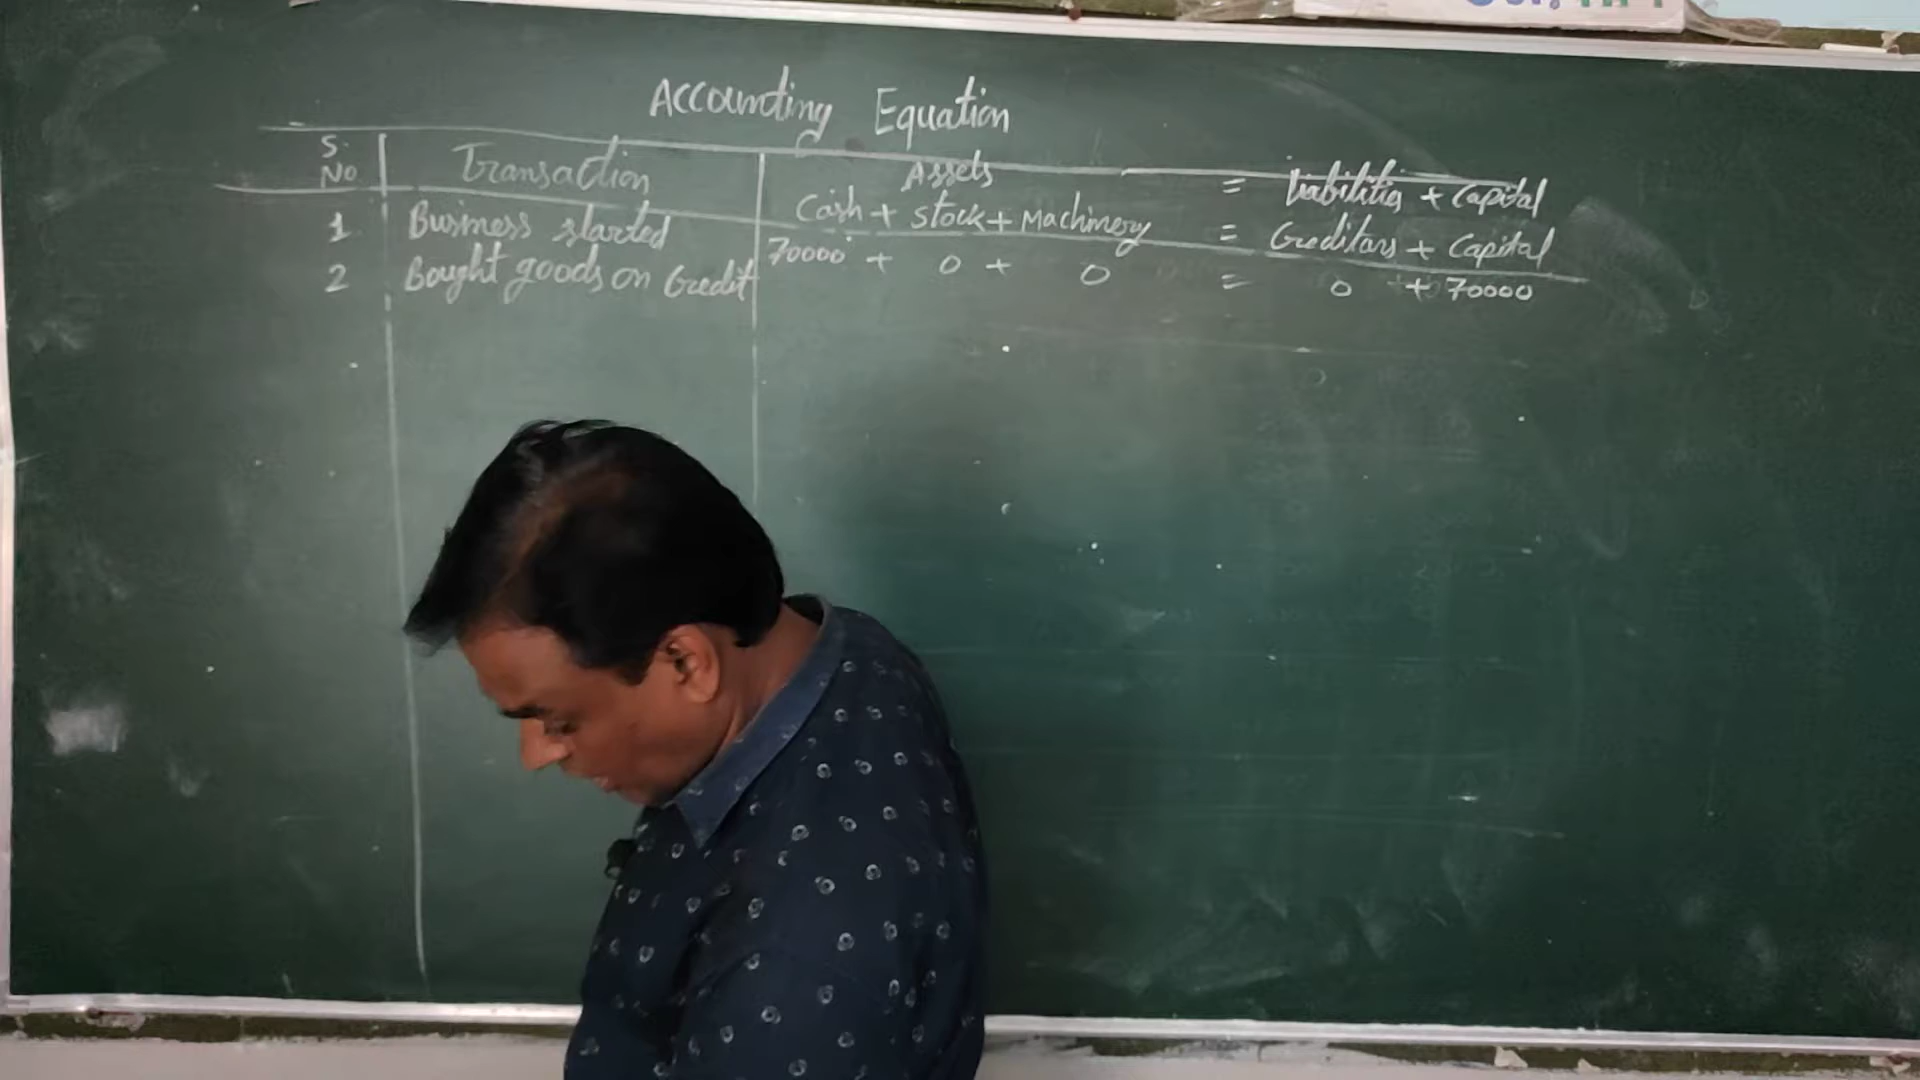 Accounting Equation
S. No Transaction Assets = Liabilities + Capital
Cash + Stock + Machinery = Creditors + Capital
1 Business started 70000 + 0 + 0 = 0 + 70000
2 Bought goods on Credit